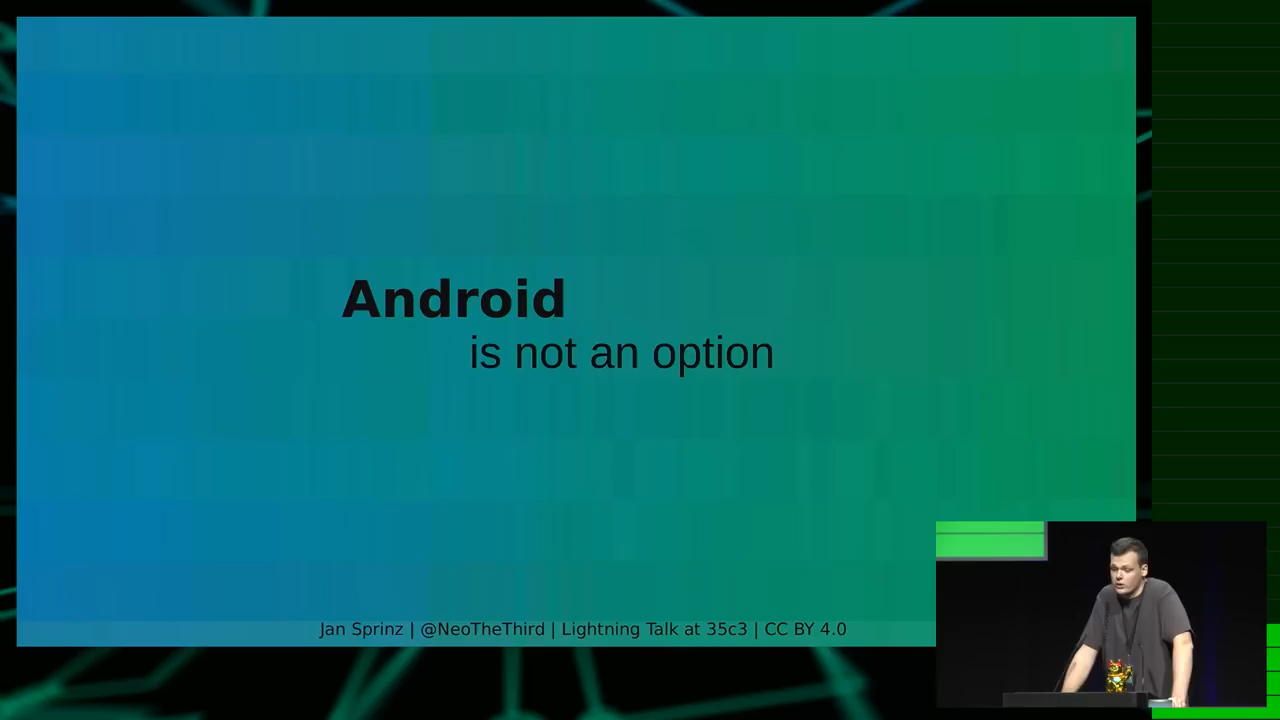 Android
is not an option
Jan Sprinz | @NeoTheThird | Lightning Talk at 35c3 | CC BY 4.0